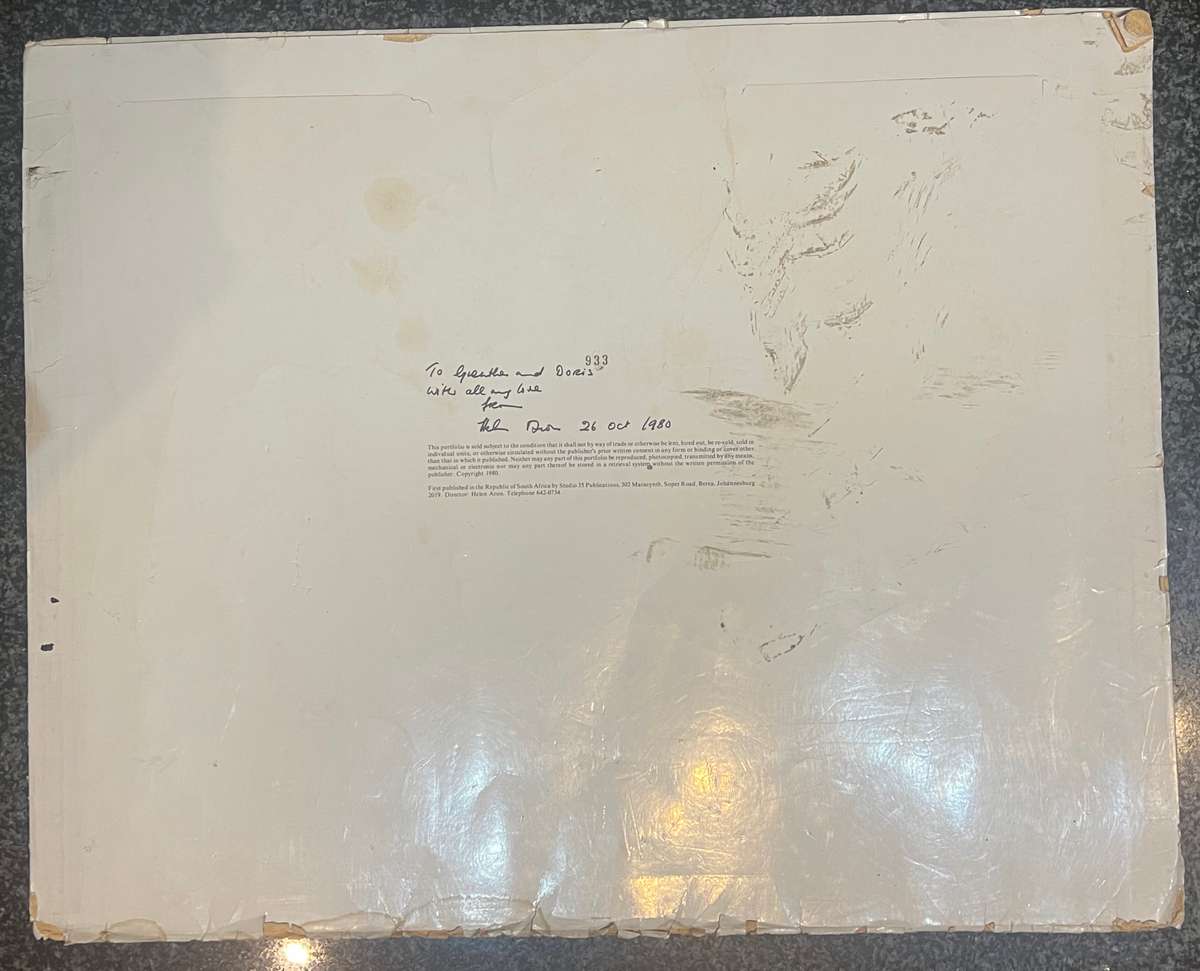 933
To Guenther and Doris
with all my love
from
Helen Aron 26 Oct 1980
This portfolio is sold subject to the condition that it shall not by way of trade or otherwise be lent, hired out, be re-sold, sold in
individual units, or otherwise circulated without the publisher's prior written consent in any form or binding or cover other
than that in which it published. Neither may any part of this portfolio be reproduced, photocopied, transmitted by any means,
mechanical or electronic nor may any part thereof be stored in a retrieval system without the written permission of the
publisher. Copyright 1980.
First published in the Republic of South Africa by Studio 35 Publications, 302 Soper Road, Berea, Johannesburg
2019. Director: Helen Aron. Telephone 642-0734